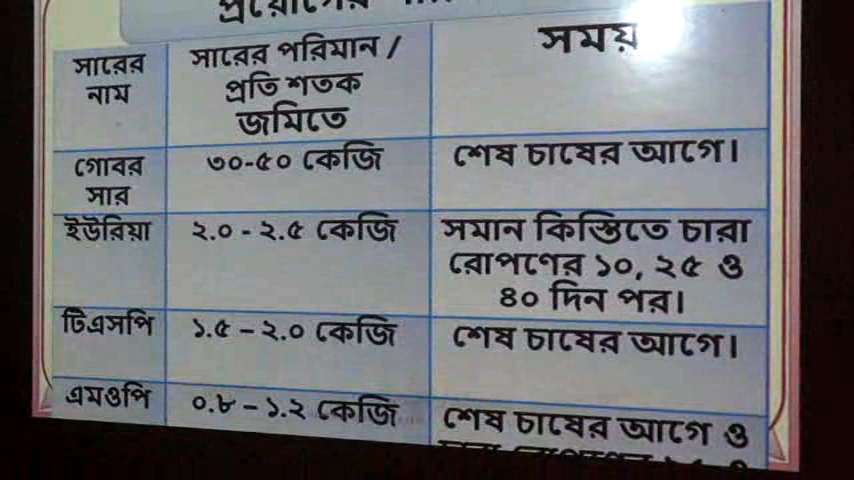 প্রয়োগের
সারের
নাম
সারের পরিমান /
প্রতি শতক
জমিতে
সময়
গোবর
সার
৩০-৫০ কেজি
শেষ চাষের আগে।
ইউরিয়া
২.০ - ২.৫ কেজি
সমান কিস্তিতে চারা
রোপণের ১০, ২৫ ও
৪০ দিন পর।
টিএসপি
১.৫ – ২.০ কেজি
শেষ চাষের আগে।
এমওপি
০.৮ – ১.২ কেজি
শেষ চাষের আগে ও